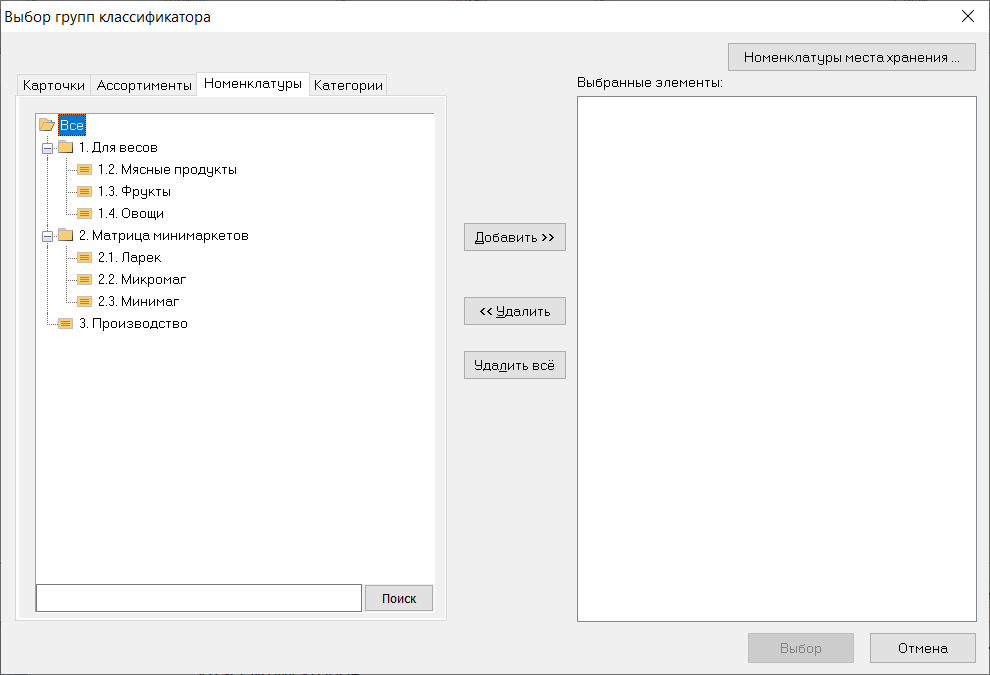 Выбор групп классификатора
Номенклатуры места хранения ...
Карточки Ассортименты Номенклатуры Категории
Выбранные элементы:
Все
1. Для весов
1.2. Мясные продукты
1.3. Фрукты
1.4. Овощи
2. Матрица минимаркетов
2.1. Ларек
2.2. Микромаг
2.3. Минимаг
3. Производство
Добавить >>
<< Удалить
Удалить всё
Поиск
Выбор
Отмена